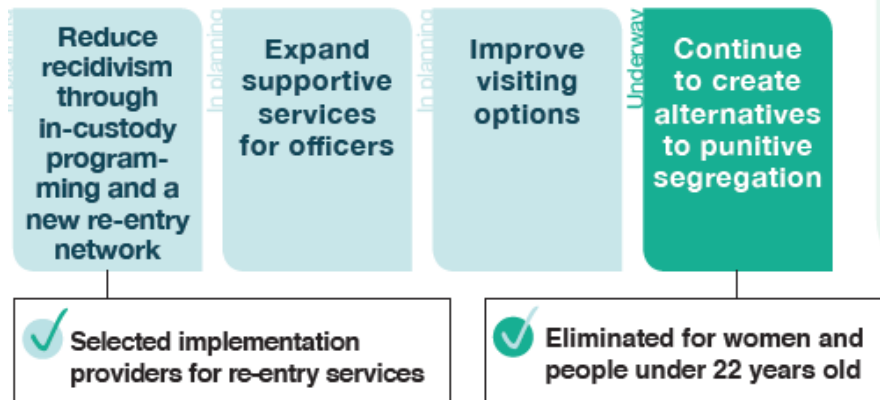 In planning
Reduce
recidivism
through
in-custody
program-
ming and a
new re-entry
network
In planning
Expand
supportive
services
for officers
In planning
Improve
visiting
options
Underway
Continue
to create
alternatives
to punitive
segregation
Selected implementation
providers for re-entry services
Eliminated for women and
people under 22 years old